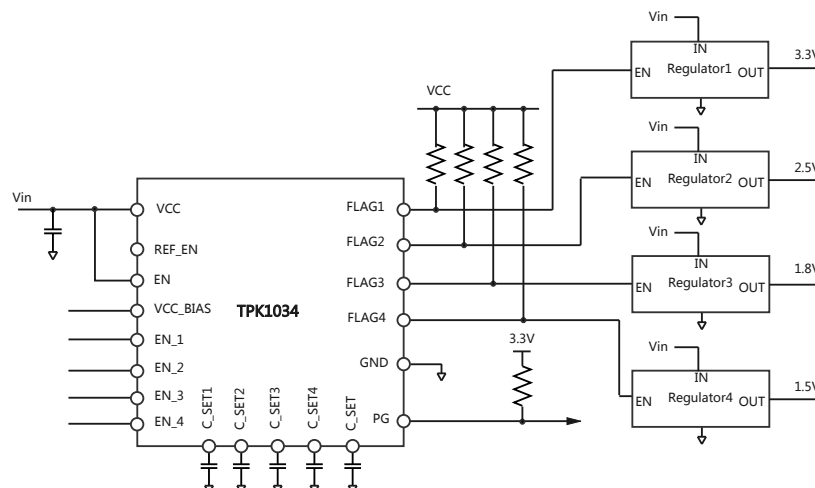 Vin
IN
EN
Regulator1
OUT
3.3V
VCC
Vin
IN
EN
Regulator2
OUT
2.5V
Vin
VCC
FLAG1
REF_EN
FLAG2
Vin
IN
EN
Regulator3
OUT
1.8V
EN
FLAG3
VCC_BIAS
TPK1034
FLAG4
EN_1
3.3V
Vin
EN_2
GND
IN
EN
Regulator4
OUT
1.5V
EN_3
EN_4
C_SET1
C_SET2
C_SET3
C_SET4
C_SET
PG